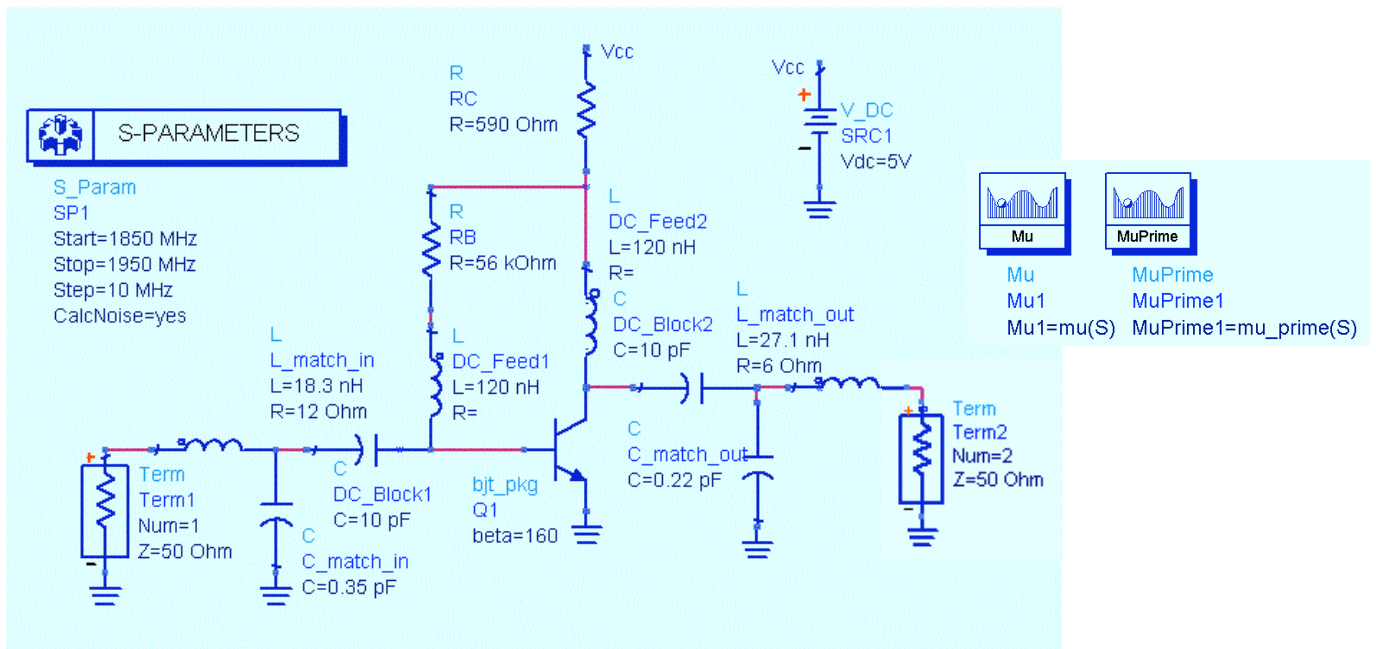 Vcc
R
RC
R=590 Ohm
Vcc
+
V_DC
SRC1
Vdc=5V
-
S-PARAMETERS
S_Param
SP1
Start=1850 MHz
Stop=1950 MHz
Step=10 MHz
CalcNoise=yes
R
RB
R=56 kOhm
L
DC_Feed2
L=120 nH
R=
Mu
Mu
Mu1
Mu1=mu(S)
MuPrime
MuPrime
MuPrime1
MuPrime1=mu_prime(S)
C
DC_Block2
C=10 pF
L
L_match_out
L=27.1 nH
R=6 Ohm
L
L_match_in
L=18.3 nH
R=12 Ohm
L
DC_Feed1
L=120 nH
R=
+
Term
Term1
Num=1
Z=50 Ohm
-
C
DC_Block1
C=10 pF
C
C_match_in
C=0.35 pF
bjt_pkg
Q1
beta=160
C
C_match_out
C=0.22 pF
+
Term
Term2
Num=2
Z=50 Ohm
-